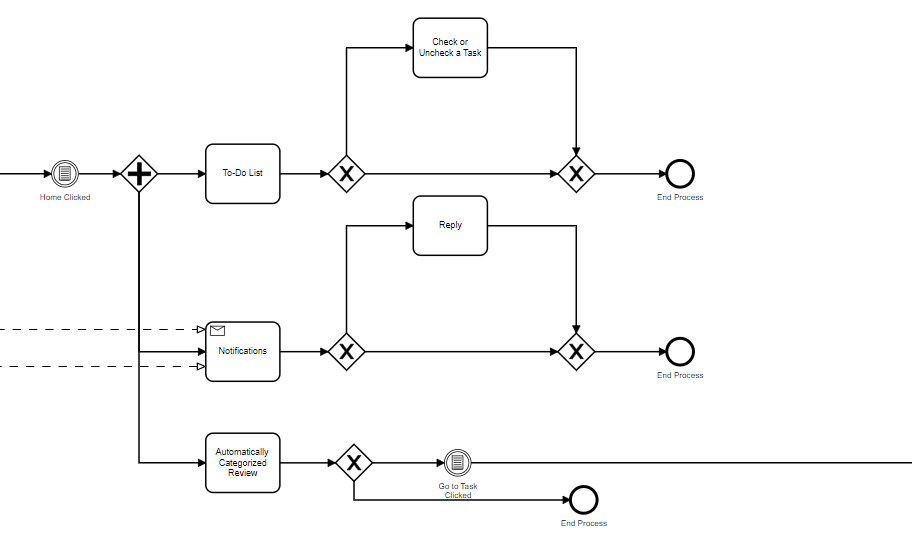 Check or
Uncheck a Task
To-Do List
Home Clicked
End Process
Reply
Notifications
End Process
Automatically
Categorized
Review
Go to Task
Clicked
End Process